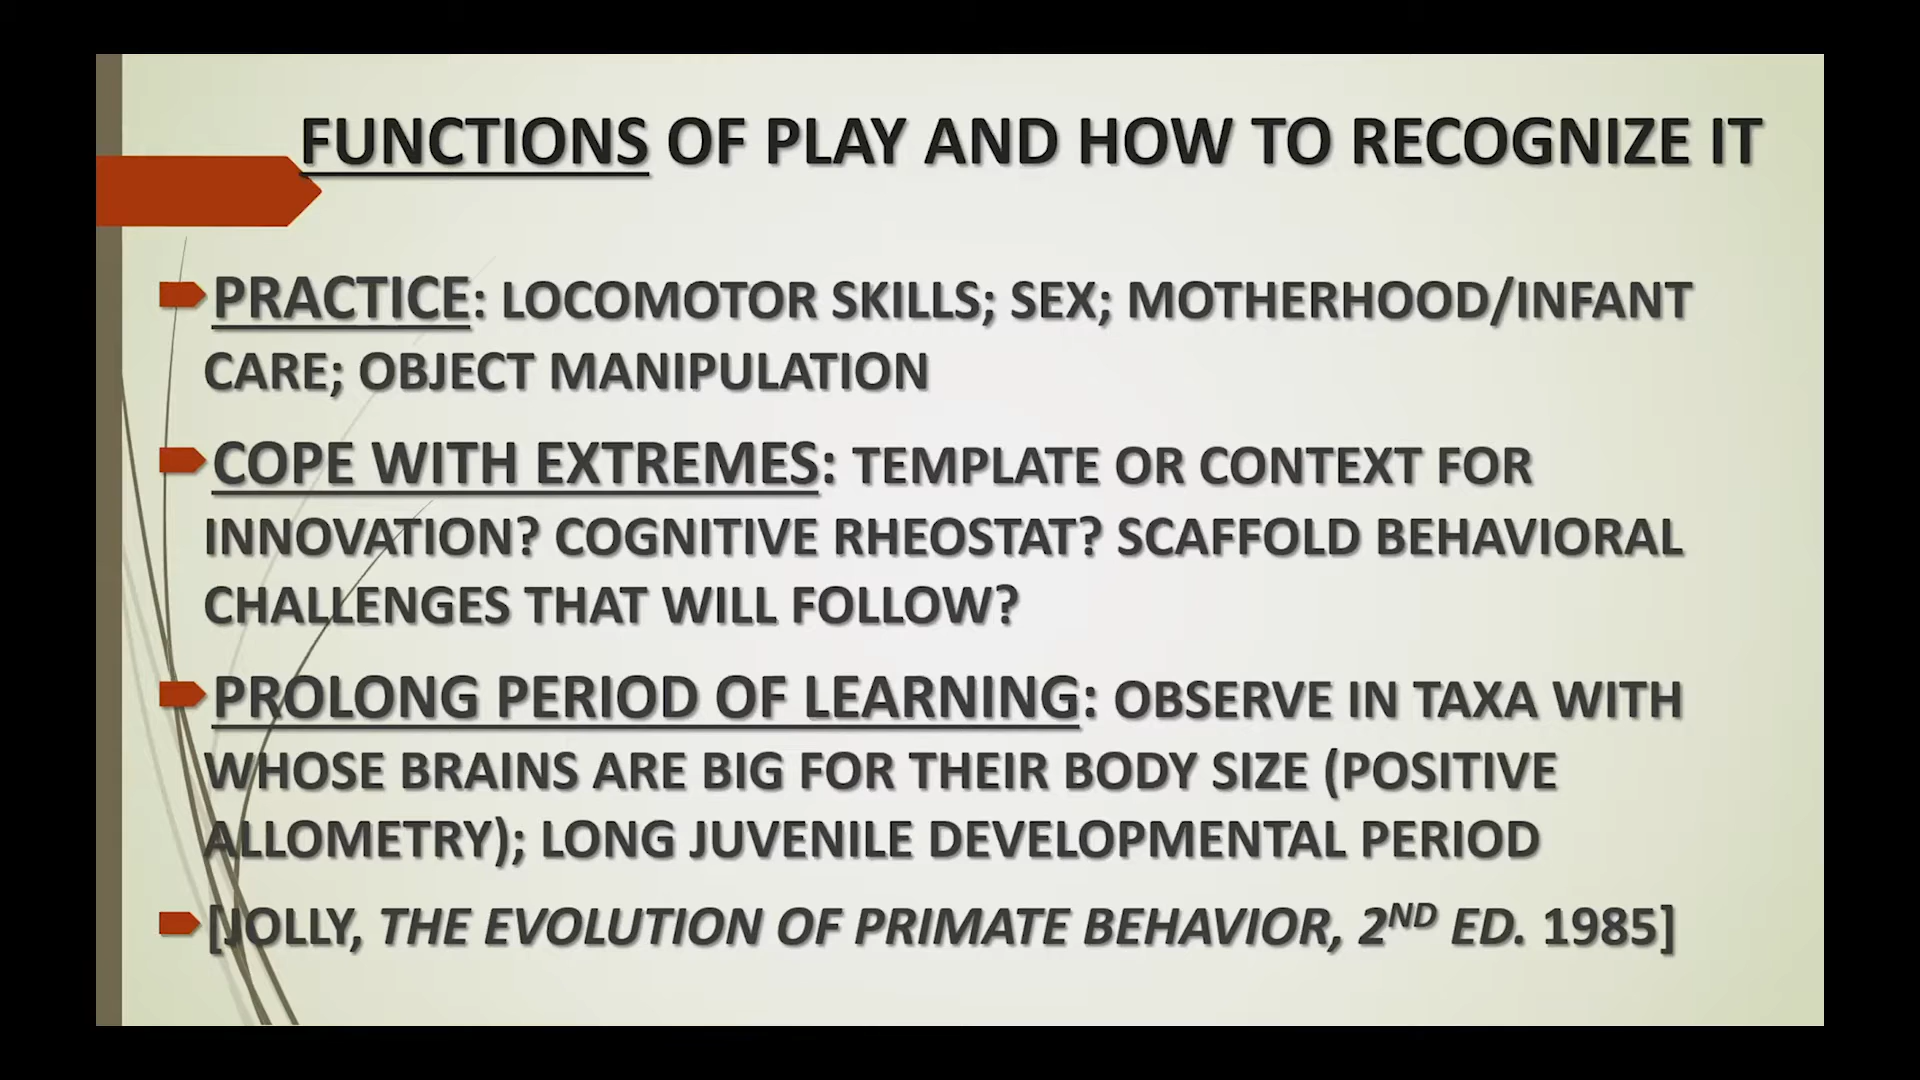 FUNCTIONS OF PLAY AND HOW TO RECOGNIZE IT
PRACTICE: LOCOMOTOR SKILLS; SEX; MOTHERHOOD/INFANT
CARE; OBJECT MANIPULATION
COPE WITH EXTREMES: TEMPLATE OR CONTEXT FOR
INNOVATION? COGNITIVE RHEOSTAT? SCAFFOLD BEHAVIORAL
CHALLENGES THAT WILL FOLLOW?
PROLONG PERIOD OF LEARNING: OBSERVE IN TAXA WITH
WHOSE BRAINS ARE BIG FOR THEIR BODY SIZE (POSITIVE
ALLOMETRY); LONG JUVENILE DEVELOPMENTAL PERIOD
[JOLLY, THE EVOLUTION OF PRIMATE BEHAVIOR, 2ND ED. 1985]